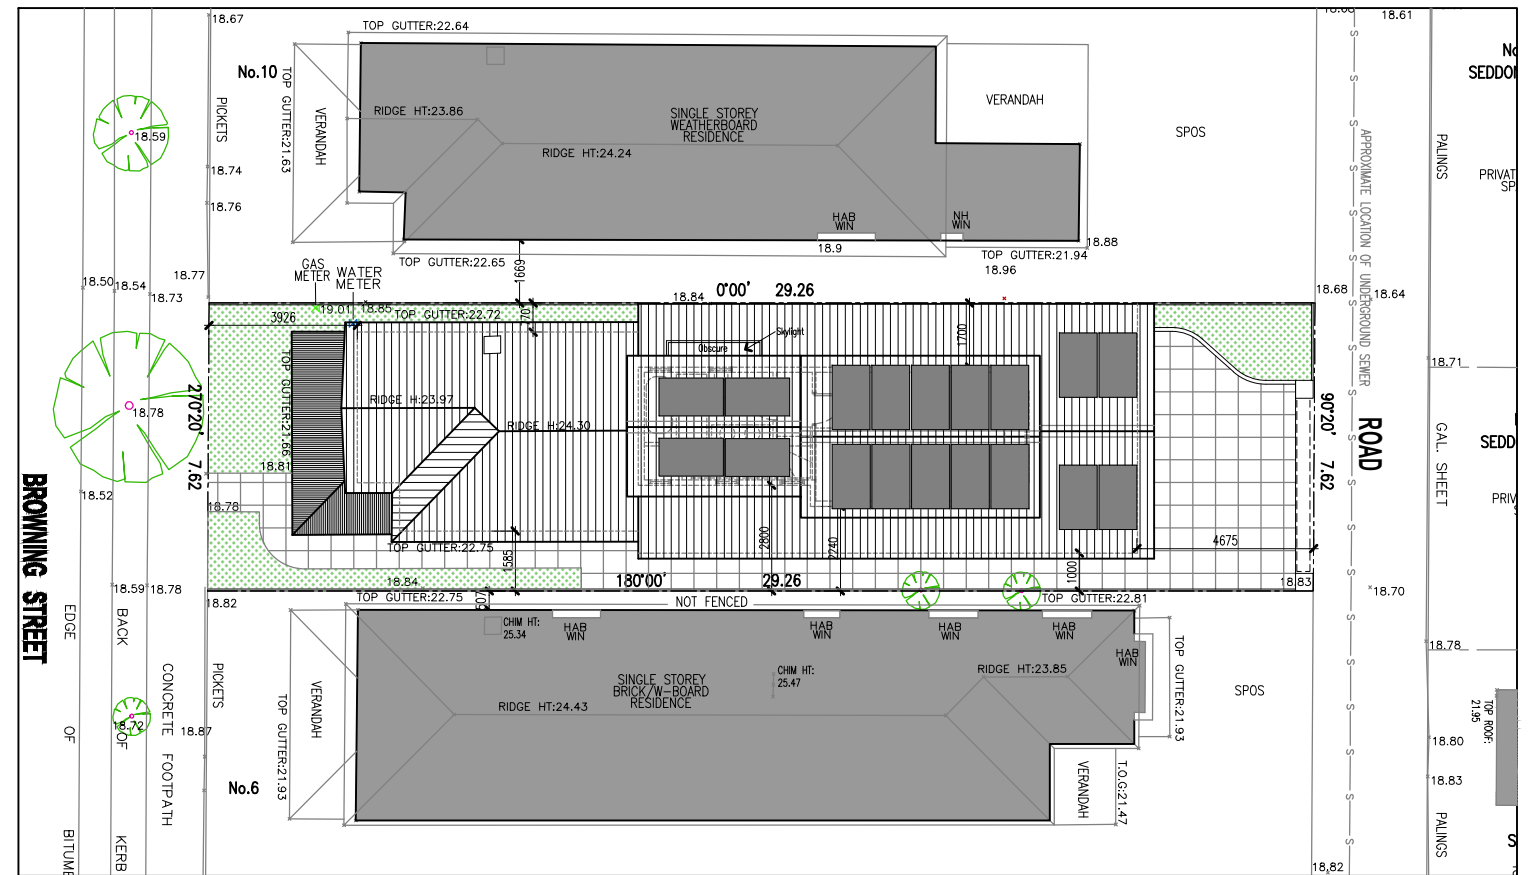 18.67
TOP GUTTER:22.64
18.68
18.61
No.10
TOP GUTTER:21.63
VERANDAH
PICKETS
18.59
RIDGE HT:23.86
SINGLE STOREY
WEATHERBOARD
RESIDENCE
RIDGE HT:24.24
VERANDAH
SPOS
APPROXIMATE LOCATION OF UNDERGROUND SEWER
PALINGS
SEDDO
PRIVAT
SP
18.74
18.76
HAB
WIN
NH
WIN
18.9
18.88
TOP GUTTER:22.65
TOP GUTTER:21.94
18.96
1669
GAS
METER
WATER
METER
18.77
18.50
18.54
18.73
19.01
18.85
3926
TOP GUTTER:22.72
18.84
0°00'
29.26
18.68
18.64
1700
Skylight
Obscure
TOP GUTTER:21.66
RIDGE H:23.97
RIDGE H:24.30
18.78
270°20'
7.62
90°20'
7.62
ROAD
18.71
GAL. SHEET
SEDD
PRIV
18.81
18.78
18.52
BROWNING STREET
TOP GUTTER:22.75
1585
2800
2240
1000
4675
18.84
180°00'
29.26
18.83
18.70
18.59
18.78
18.82
TOP GUTTER:22.75
NOT FENCED
TOP GUTTER:22.81
507
CHIM HT:
25.34
HAB
WIN
HAB
WIN
HAB
WIN
HAB
WIN
HAB
WIN
CHIM HT:
25.47
SINGLE STOREY
BRICK/W-BOARD
RESIDENCE
RIDGE HT:23.85
RIDGE HT:24.43
TOP GUTTER:21.93
SPOS
18.78
18.80
18.83
TOP ROOF:
21.95
EDGE OF BITUME
BACK OF KERB
CONCRETE FOOTPATH
PICKETS
18.72
18.87
TOP GUTTER:21.93
VERANDAH
No.6
VERANDAH
T.O.G:21.47
PALINGS
18.82